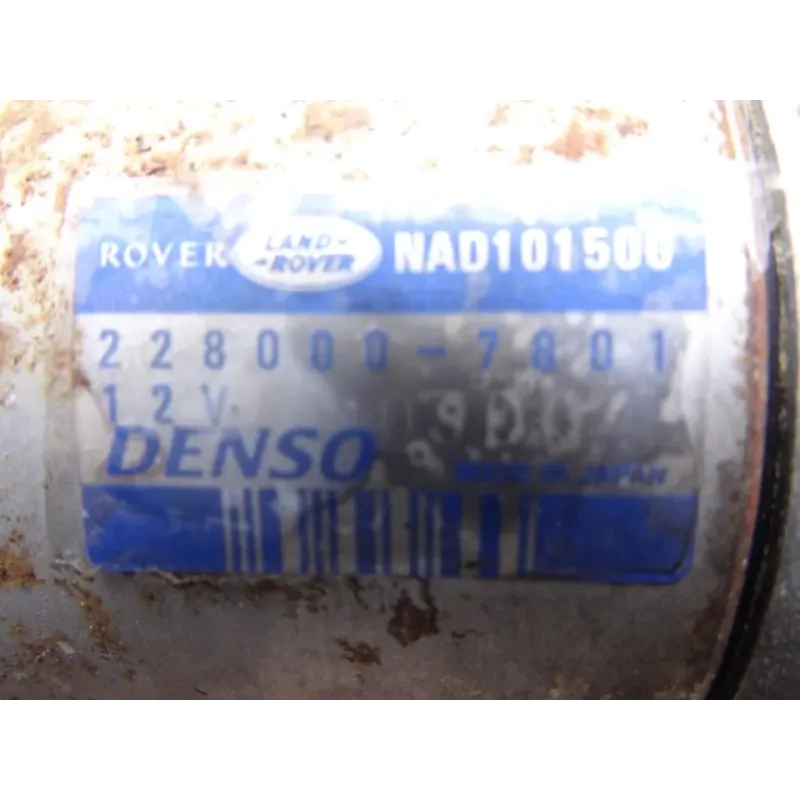 ROVER LAND-ROVER NAD101500
228000-7801
12V
DENSO MADE IN JAPAN